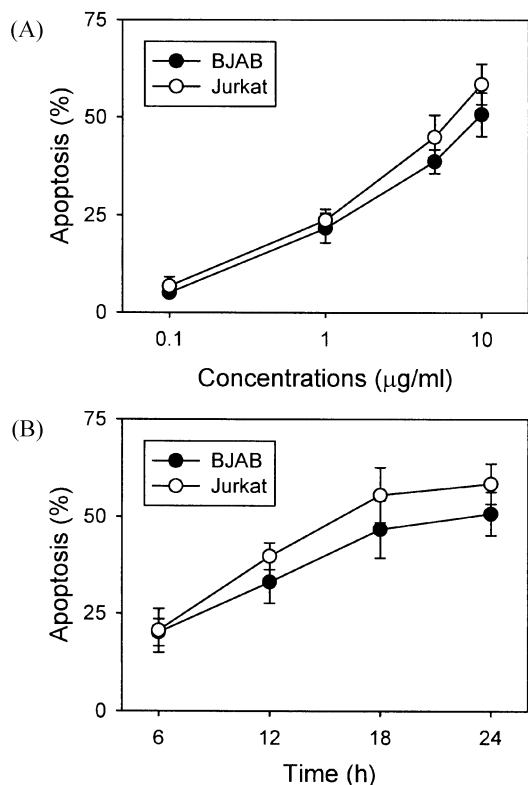 (A)
75
50
25
0
Apoptosis (%)
BJAB
Jurkat
0.1 1 10
Concentrations (μg/ml)
(B)
75
50
25
0
Apoptosis (%)
BJAB
Jurkat
6 12 18 24
Time (h)